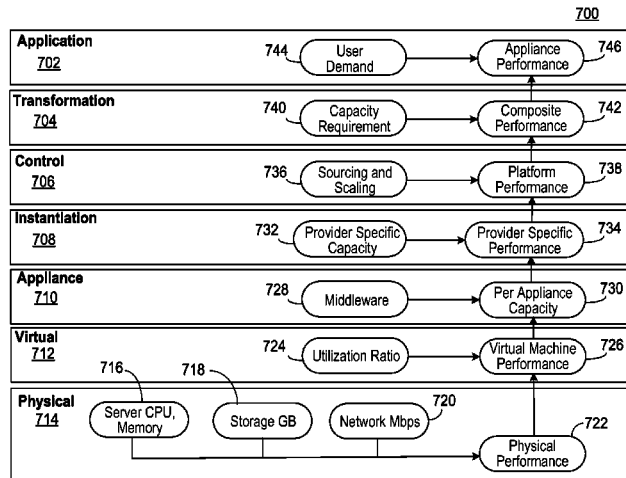 700
Application
702
744
User
Demand
Appliance
Performance
746
Transformation
704
740
Capacity
Requirement
Composite
Performance
742
Control
706
736
Sourcing and
Scaling
Platform
Performance
738
Instantiation
708
732
Provider Specific
Capacity
Provider Specific
Performance
734
Appliance
710
728
Middleware
Per Appliance
Capacity
730
Virtual
712
724
Utilization Ratio
Virtual Machine
Performance
726
Physical
714
716
Server CPU,
Memory
718
Storage GB
Network Mbps
720
Physical
Performance
722